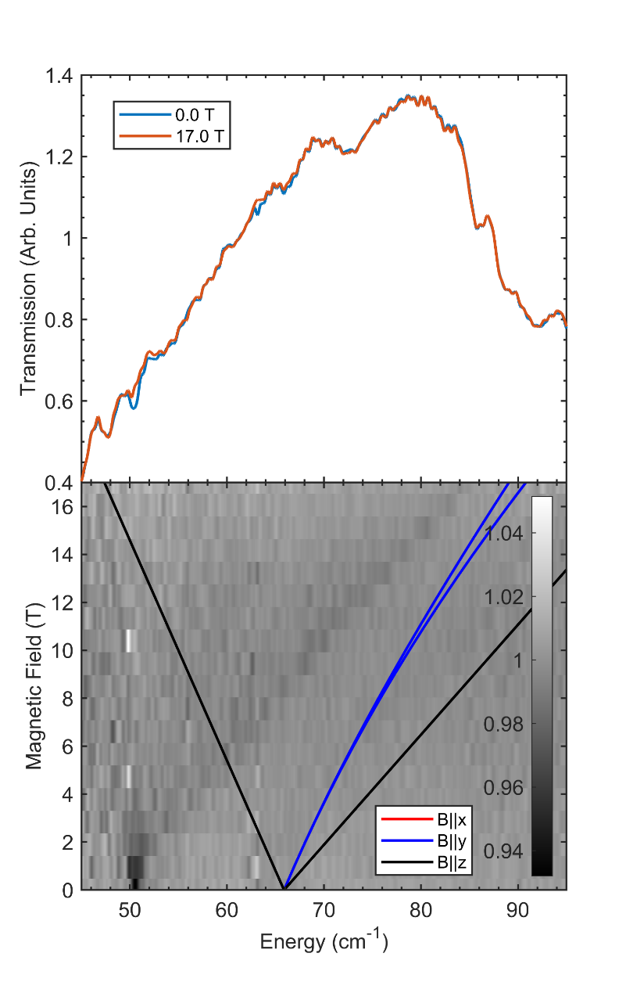 1.4
1.2
1
0.8
0.6
0.4
Transmission (Arb. Units)
0.0 T
17.0 T
16
14
12
10
8
6
4
2
0
Magnetic Field (T)
1.04
1.02
1
0.98
0.96
0.94
B||x
B||y
B||z
50 60 70 80 90
Energy (cm⁻¹)